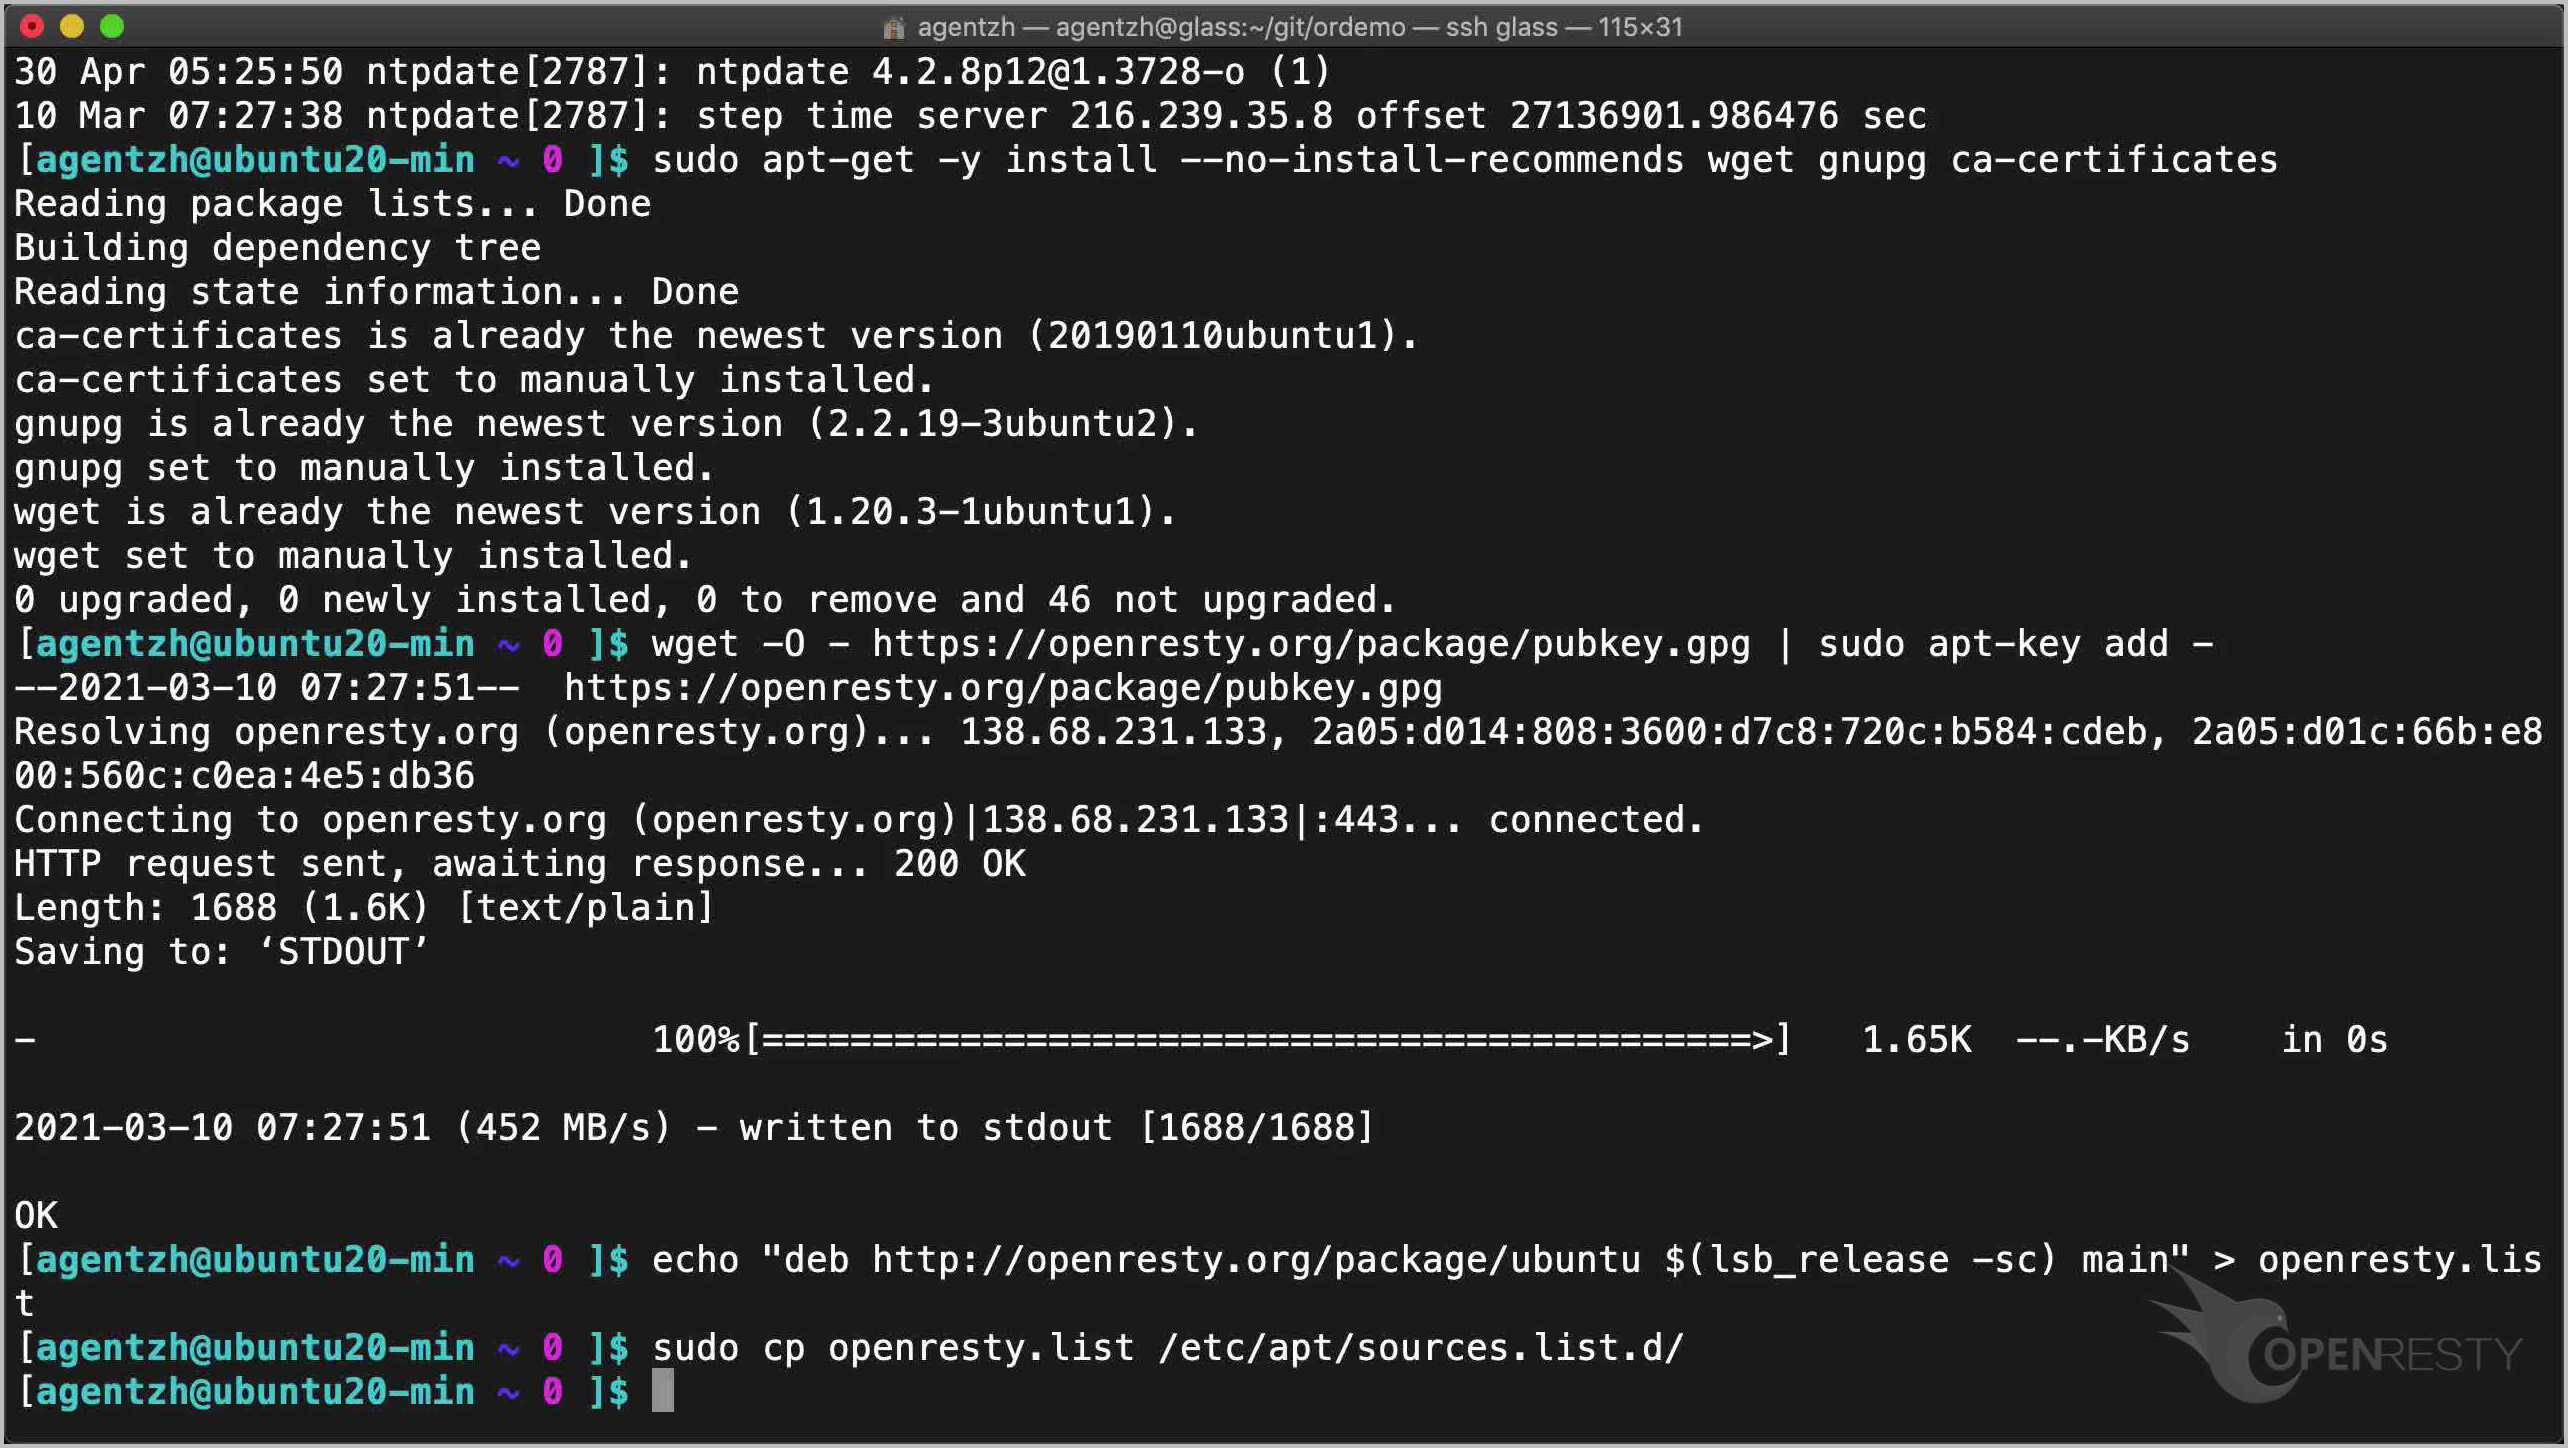 agentzh — agentzh@glass:~/git/ordemo — ssh glass — 115×31
30 Apr 05:25:50 ntpdate[2787]: ntpdate 4.2.8p12@1.3728-o (1)
10 Mar 07:27:38 ntpdate[2787]: step time server 216.239.35.8 offset 27136901.986476 sec
[agentzh@ubuntu20-min ~ 0 ]$ sudo apt-get -y install --no-install-recommends wget gnupg ca-certificates
Reading package lists... Done
Building dependency tree
Reading state information... Done
ca-certificates is already the newest version (20190110ubuntu1).
ca-certificates set to manually installed.
gnupg is already the newest version (2.2.19-3ubuntu2).
gnupg set to manually installed.
wget is already the newest version (1.20.3-1ubuntu1).
wget set to manually installed.
0 upgraded, 0 newly installed, 0 to remove and 46 not upgraded.
[agentzh@ubuntu20-min ~ 0 ]$ wget -O - https://openresty.org/package/pubkey.gpg | sudo apt-key add -
--2021-03-10 07:27:51--  https://openresty.org/package/pubkey.gpg
Resolving openresty.org (openresty.org)... 138.68.231.133, 2a05:d014:808:3600:d7c8:720c:b584:cdeb, 2a05:d01c:66b:e8
00:560c:c0ea:4e5:db36
Connecting to openresty.org (openresty.org)|138.68.231.133|:443... connected.
HTTP request sent, awaiting response... 200 OK
Length: 1688 (1.6K) [text/plain]
Saving to: ‘STDOUT’
-                            100%[=============================================>]   1.65K  --.-KB/s    in 0s
2021-03-10 07:27:51 (452 MB/s) - written to stdout [1688/1688]
OK
[agentzh@ubuntu20-min ~ 0 ]$ echo "deb http://openresty.org/package/ubuntu $(lsb_release -sc) main" > openresty.lis
t
[agentzh@ubuntu20-min ~ 0 ]$ sudo cp openresty.list /etc/apt/sources.list.d/
[agentzh@ubuntu20-min ~ 0 ]$
OPENRESTY